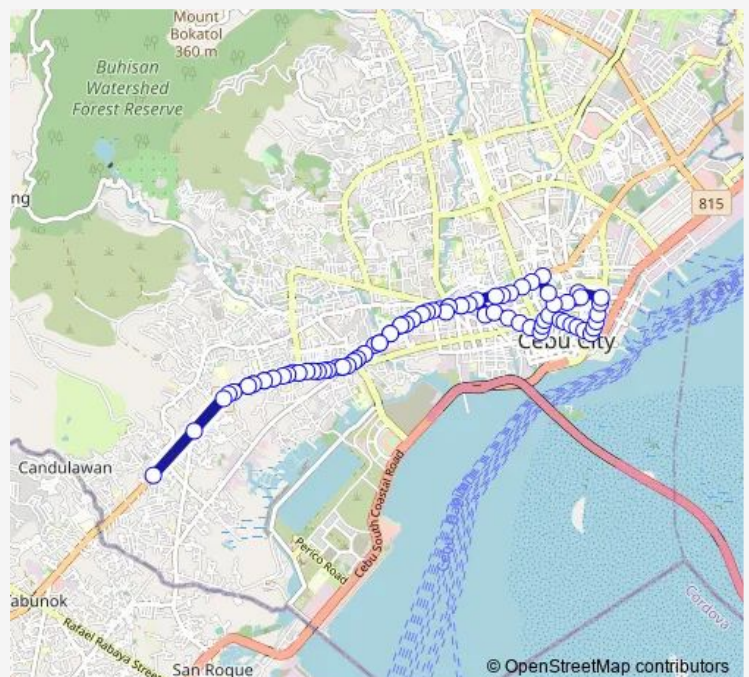 Mount
Bokatol
360 m
Buhisan
Watershed
Forest Reserve
ng
815
Cebu City
Candulawan
Cebu South Coastal Road
Perico Road
abunok
Rafael Rabaya Street
San Roque
Cordova
© OpenStreetMap contributors